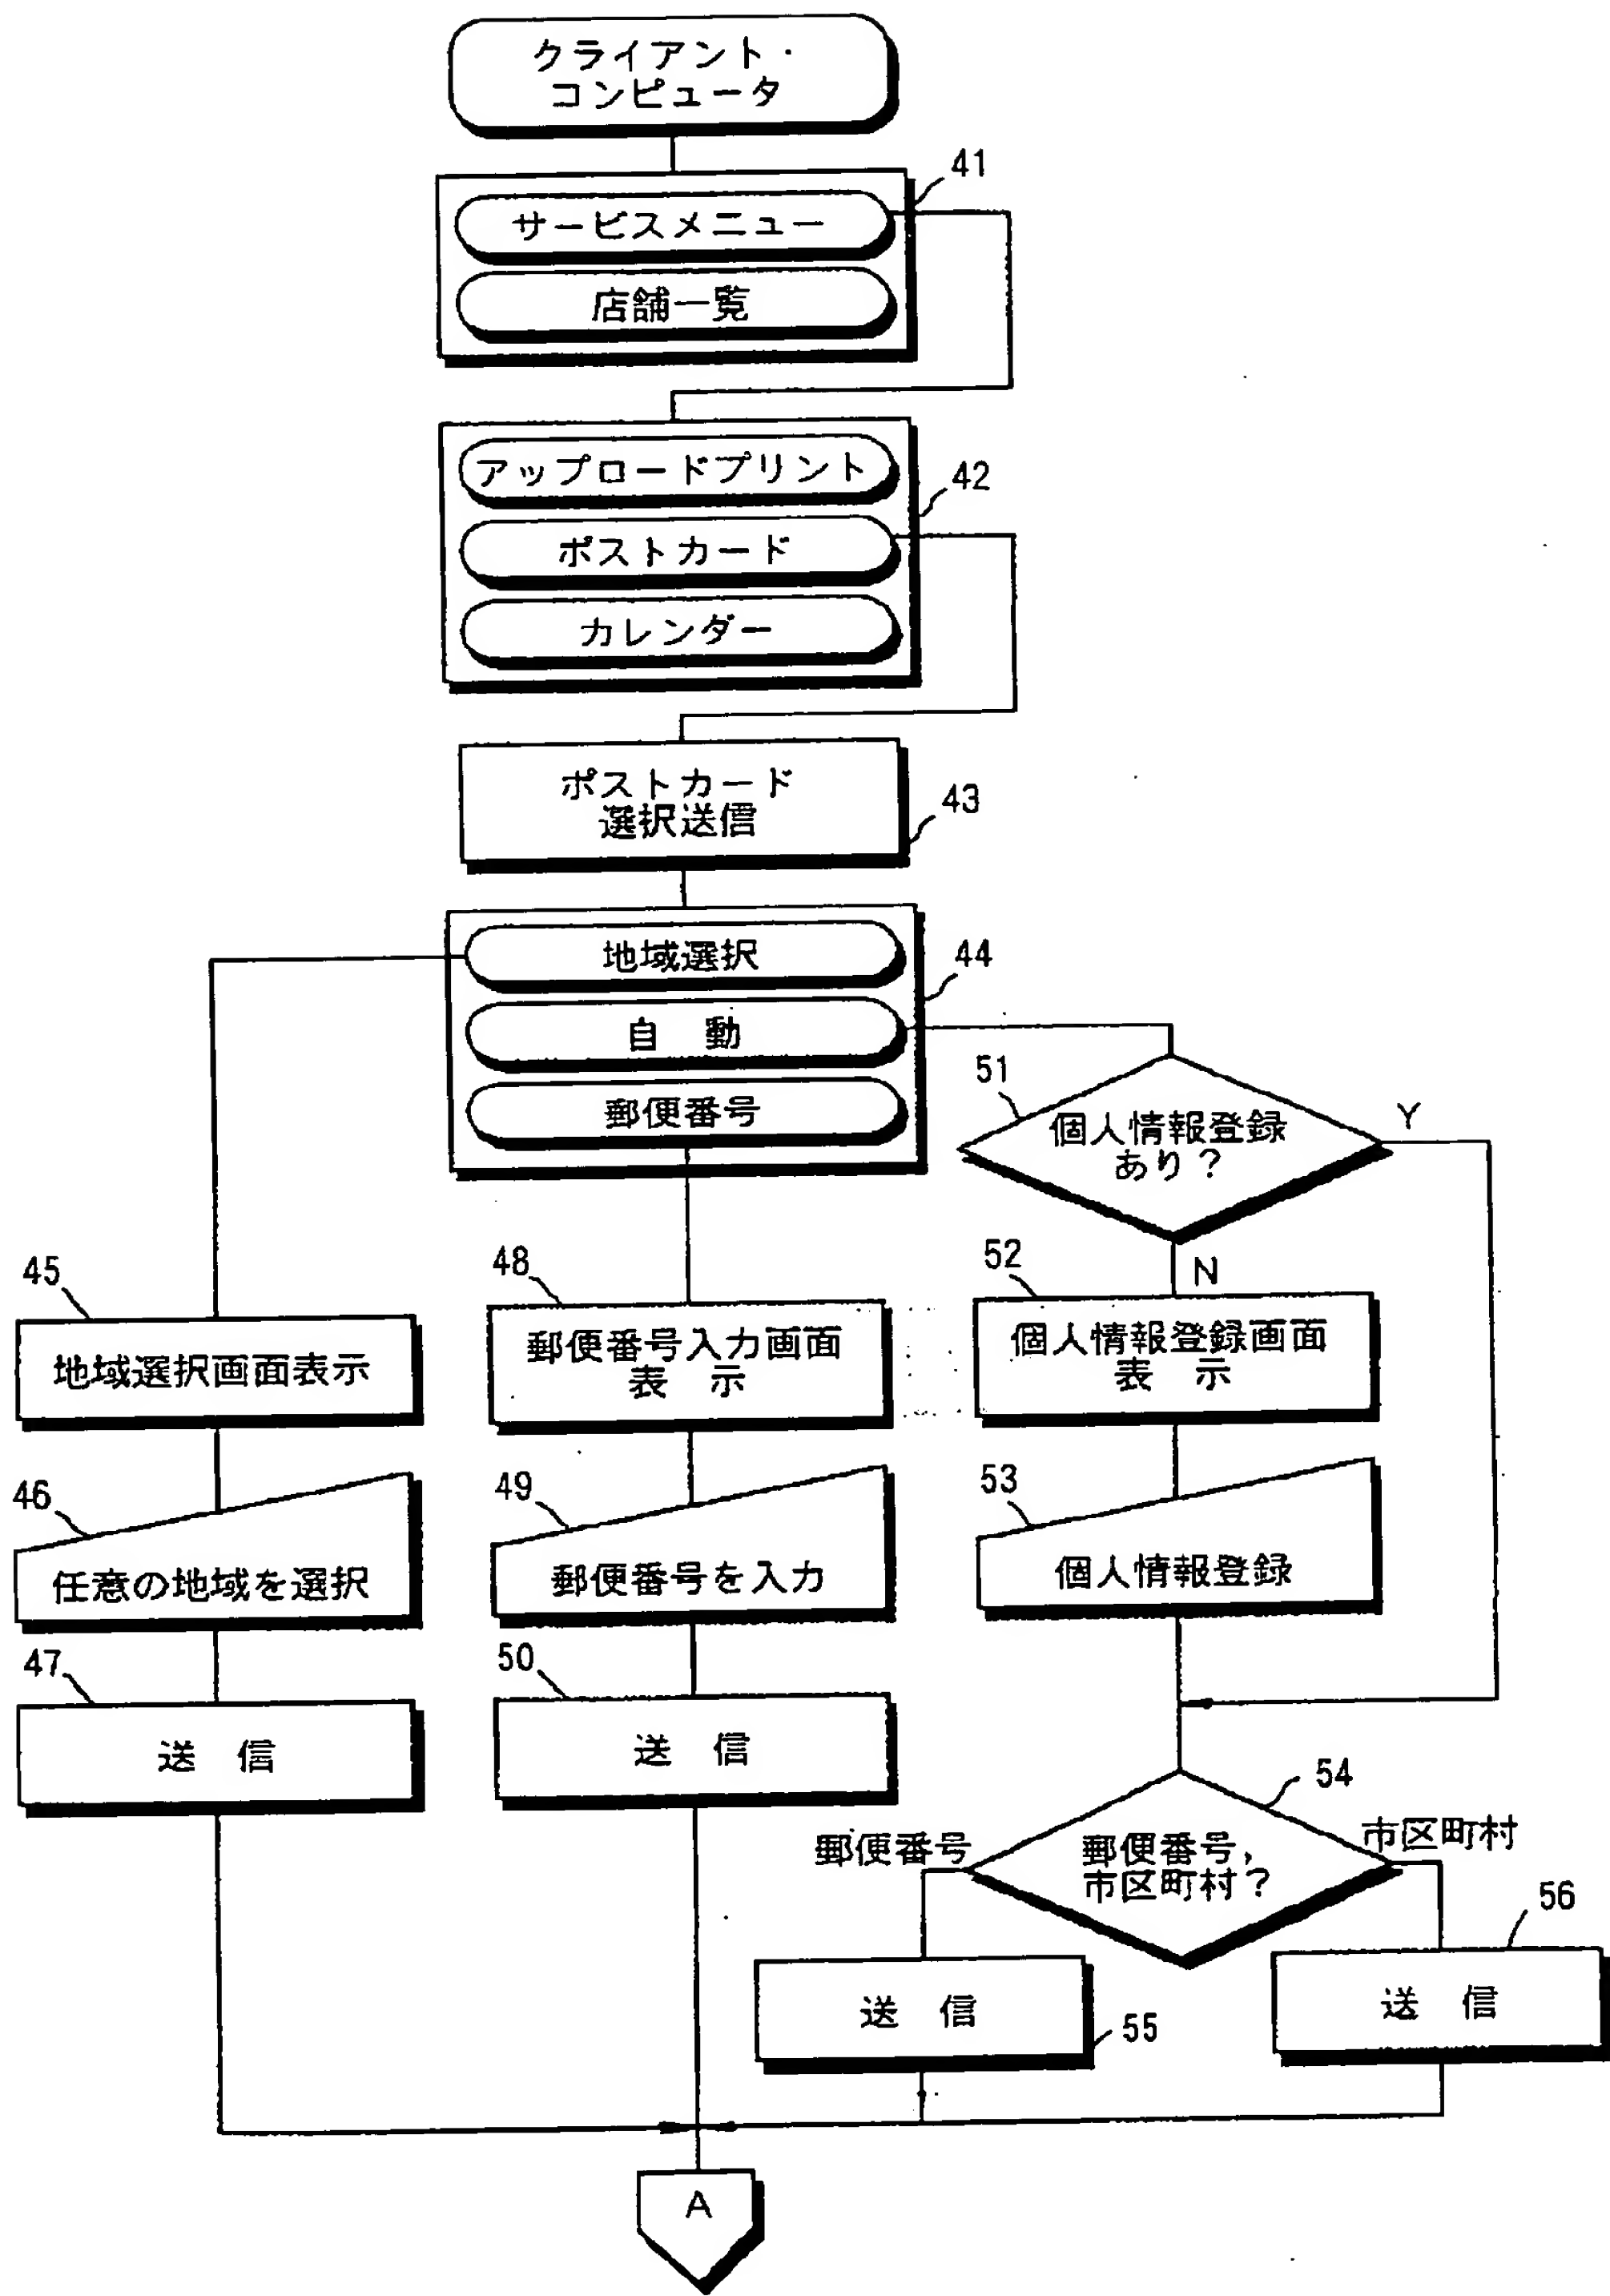 クライアント・
コンピュータ
41
サービスメニュー
店舗一覧
アップロードプリント
42
ポストカード
カレンダー
ポストカード
選択送信
43
地域選択
44
自 動
郵便番号
51
個人情報登録
あり？
Y
N
45
地域選択画面表示
48
郵便番号入力画面
表 示
52
個人情報登録画面
表 示
46
任意の地域を選択
49
郵便番号を入力
53
個人情報登録
47
送 信
50
送 信
54
郵便番号
郵便番号，
市区町村？
市区町村
送 信
55
56
送 信
A